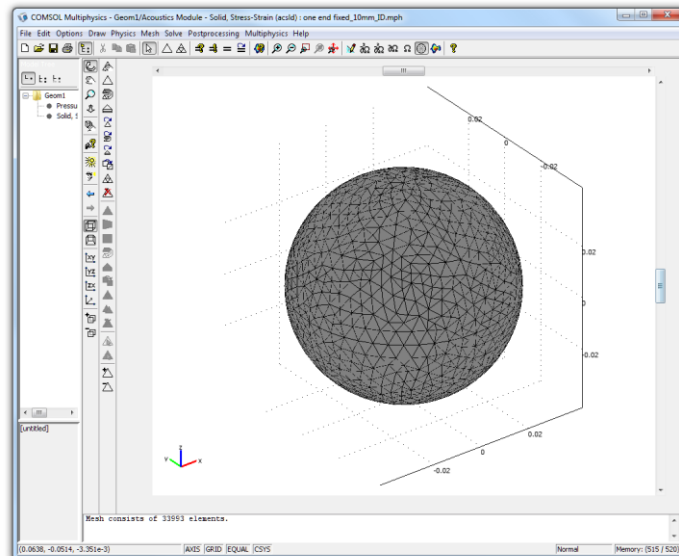 COMSOL Multiphysics - Geom1/Acoustics Module - Solid, Stress-Strain (acsld) : one end fixed_10mm_ID.mph
File Edit Options Draw Physics Mesh Solve Postprocessing Multiphysics Help
Geom1
Pressu
Solid, S
0.02
0
-0.02
0.02
0
-0.02
0.02
0
-0.02
z
y
x
[untitled]
Mesh consists of 33993 elements.
(0.0638, -0.0514, -3.351e-3) AXIS GRID EQUAL CSYS Normal Memory: (515 / 520)